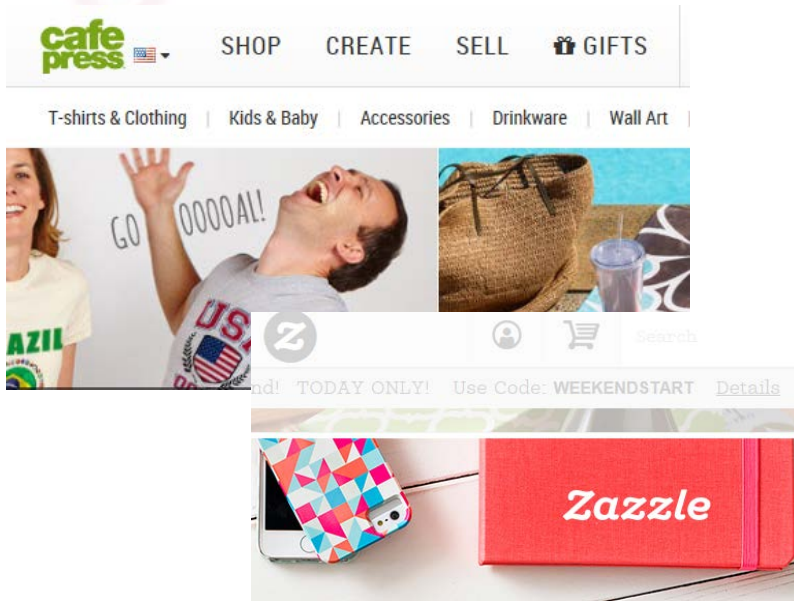 cafe
press
SHOP CREATE SELL GIFTS
T-shirts & Clothing | Kids & Baby | Accessories | Drinkware | Wall Art |
GO OOOOAL!
AZIL
USA
Z Search
nd! TODAY ONLY! Use Code: WEEKENDSTART Details
Zazzle